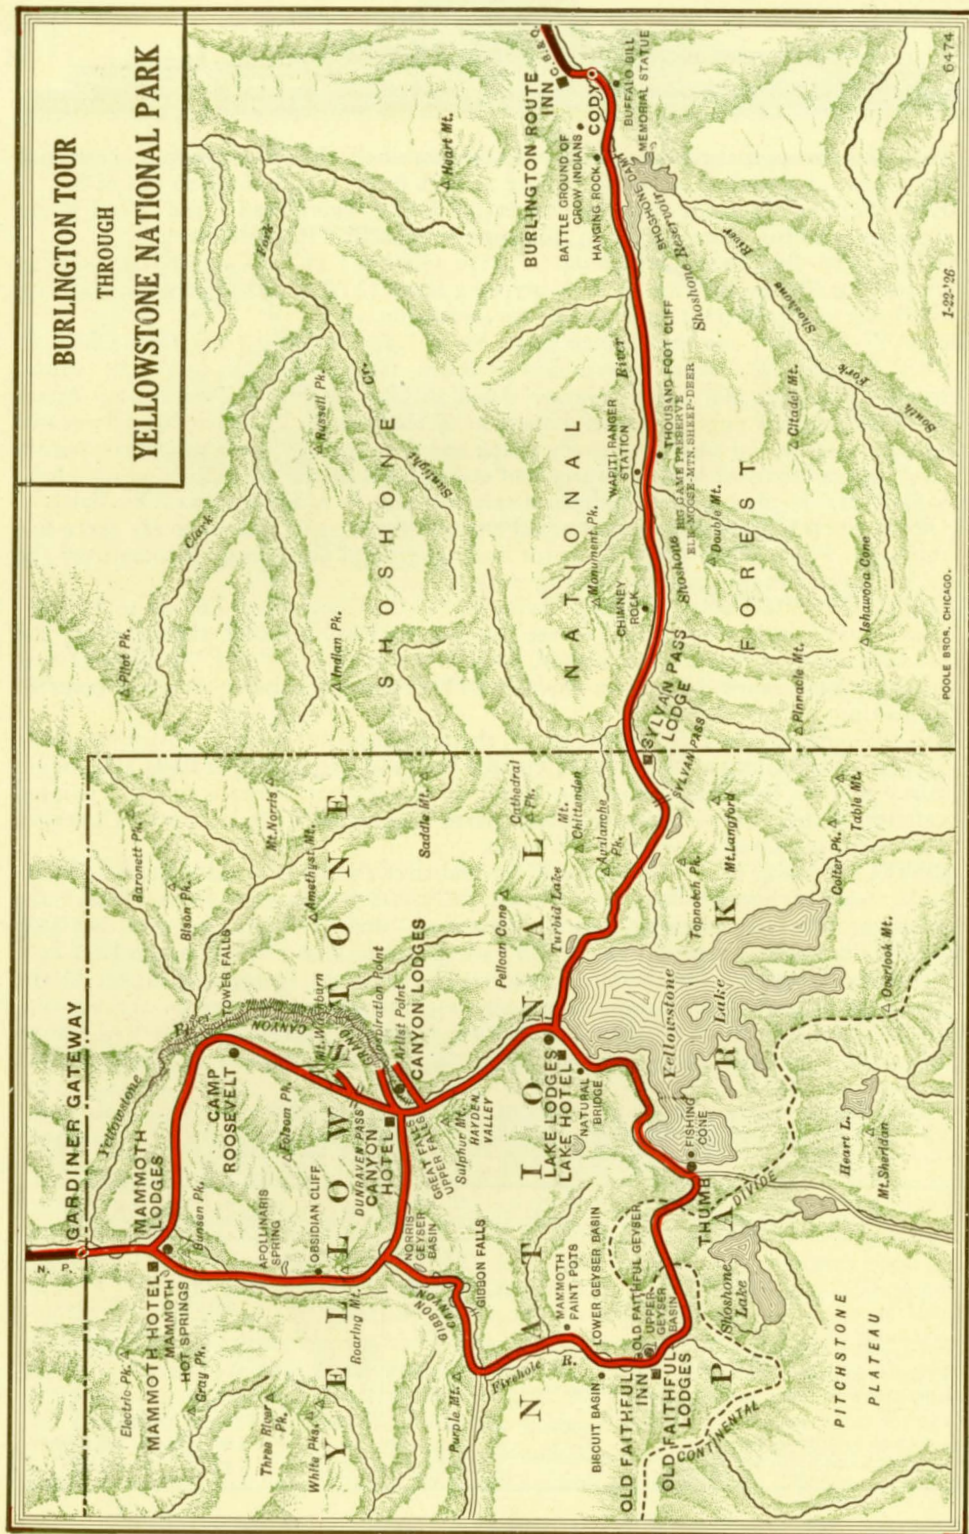 BURLINGTON TOUR
THROUGH
YELLOWSTONE NATIONAL PARK
GARDINER GATEWAY
N. P.
Yellowstone
River
MAMMOTH
LODGES
MAMMOTH HOTEL
MAMMOTH
HOT SPRINGS
Electric Pk.
Gray Pk.
Bunsen Pk.
Three River
Pk.
White Pks.
APOLLINARIS
SPRING
OBSIDIAN CLIFF
Roaring Mt.
CAMP
ROOSEVELT
TOWER FALLS
Folsom Pk.
Mt. Washburn
DUNRAVEN PASS
GRAND
CANYON
Inspiration Point
Artist Point
CANYON LODGES
CANYON
HOTEL
GREAT FALLS
UPPER FALLS
Sulphur Mt.
HAYDEN
VALLEY
NORRIS
GEYSER
BASIN
GIBBON
CANYON
GIBBON FALLS
Purple Mt.
Firehole
R.
MAMMOTH
PAINT POTS
LOWER GEYSER BASIN
BISCUIT BASIN
OLD FAITHFUL GEYSER
UPPER
GEYSER
BASIN
OLD FAITHFUL
INN
OLD FAITHFUL
LODGES
CONTINENTAL
DIVIDE
Shoshone
Lake
PITCHSTONE
PLATEAU
THUMB
FISHING
CONE
LAKE LODGES
LAKE HOTEL
NATURAL
BRIDGE
Yellowstone
Lake
Heart L.
Mt. Sheridan
Overlook Mt.
Colter Pk.
Table Mt.
Mt. Langford
Topnotch Pk.
Pelican Cone
Turbid Lake
Cathedral
Pk.
Mt.
Chittenden
Avalanche
Pk.
Saddle Mt.
Amethyst Mt.
Mt. Norris
Bison Pk.
Baronett Pk.
YELLOWSTONE
NATIONAL
PARK
SYLVAN PASS
SYLVAN PASS
LODGE
Pilot Pk.
Indian Pk.
Russell Pk.
Clark
Fork
Sunlight
Cr.
Heart Mt.
SHOSHONE
NATIONAL
FOREST
Monument Pk.
CHIMNEY
ROCK
WAPITI RANGER
STATION
THOUSAND FOOT CLIFF
BIG GAME PRESERVE
ELK-MOOSE-MTN. SHEEP-DEER
Shoshone
River
Double Mt.
Citadel Mt.
Pinnacle Mt.
Ishawooa Cone
South
Fork
Shoshone
River
Shoshone Reservoir
SHOSHONE DAM
BURLINGTON ROUTE
INN
C. B. & Q.
CODY
BATTLE GROUND OF
CROW INDIANS
HANGING ROCK
BUFFALO BILL
MEMORIAL STATUE
POOLE BROS. CHICAGO.
1-22-'26
6474